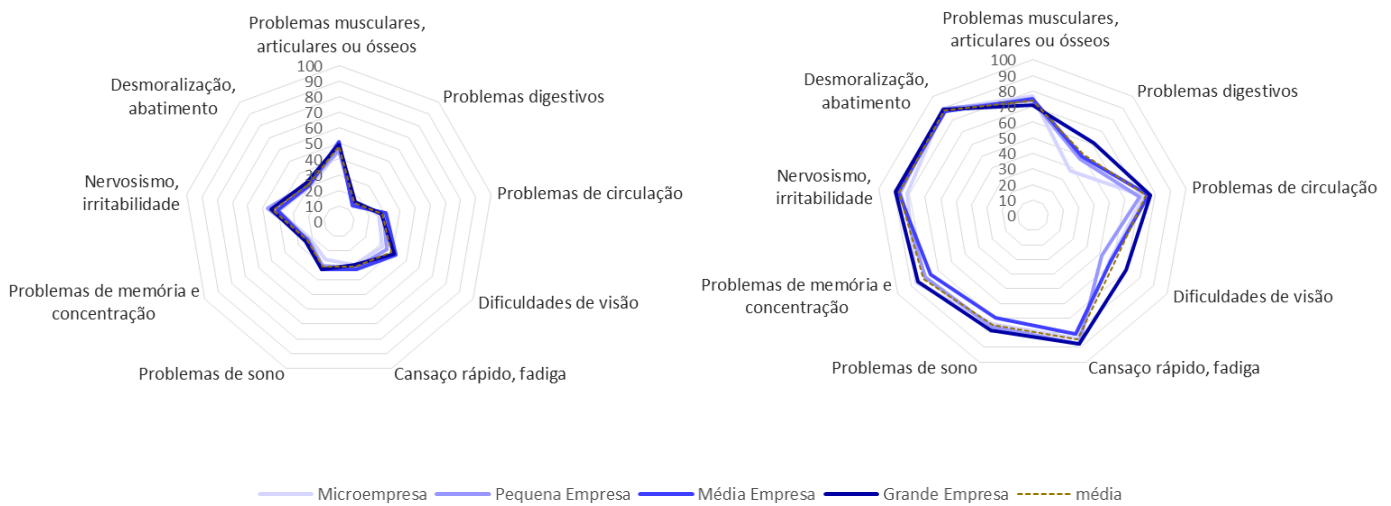 Problemas musculares,
articulares ou ósseos
100
90
80
70
60
50
40
30
20
10
0
Problemas digestivos
Problemas de circulação
Dificuldades de visão
Cansaço rápido, fadiga
Problemas de sono
Problemas de memória e
concentração
Nervosismo,
irritabilidade
Desmoralização,
abatimento
Problemas musculares,
articulares ou ósseos
100
90
80
70
60
50
40
30
20
10
0
Problemas digestivos
Problemas de circulação
Dificuldades de visão
Cansaço rápido, fadiga
Problemas de sono
Problemas de memória e
concentração
Nervosismo,
irritabilidade
Desmoralização,
abatimento
Microempresa Pequena Empresa Média Empresa Grande Empresa média